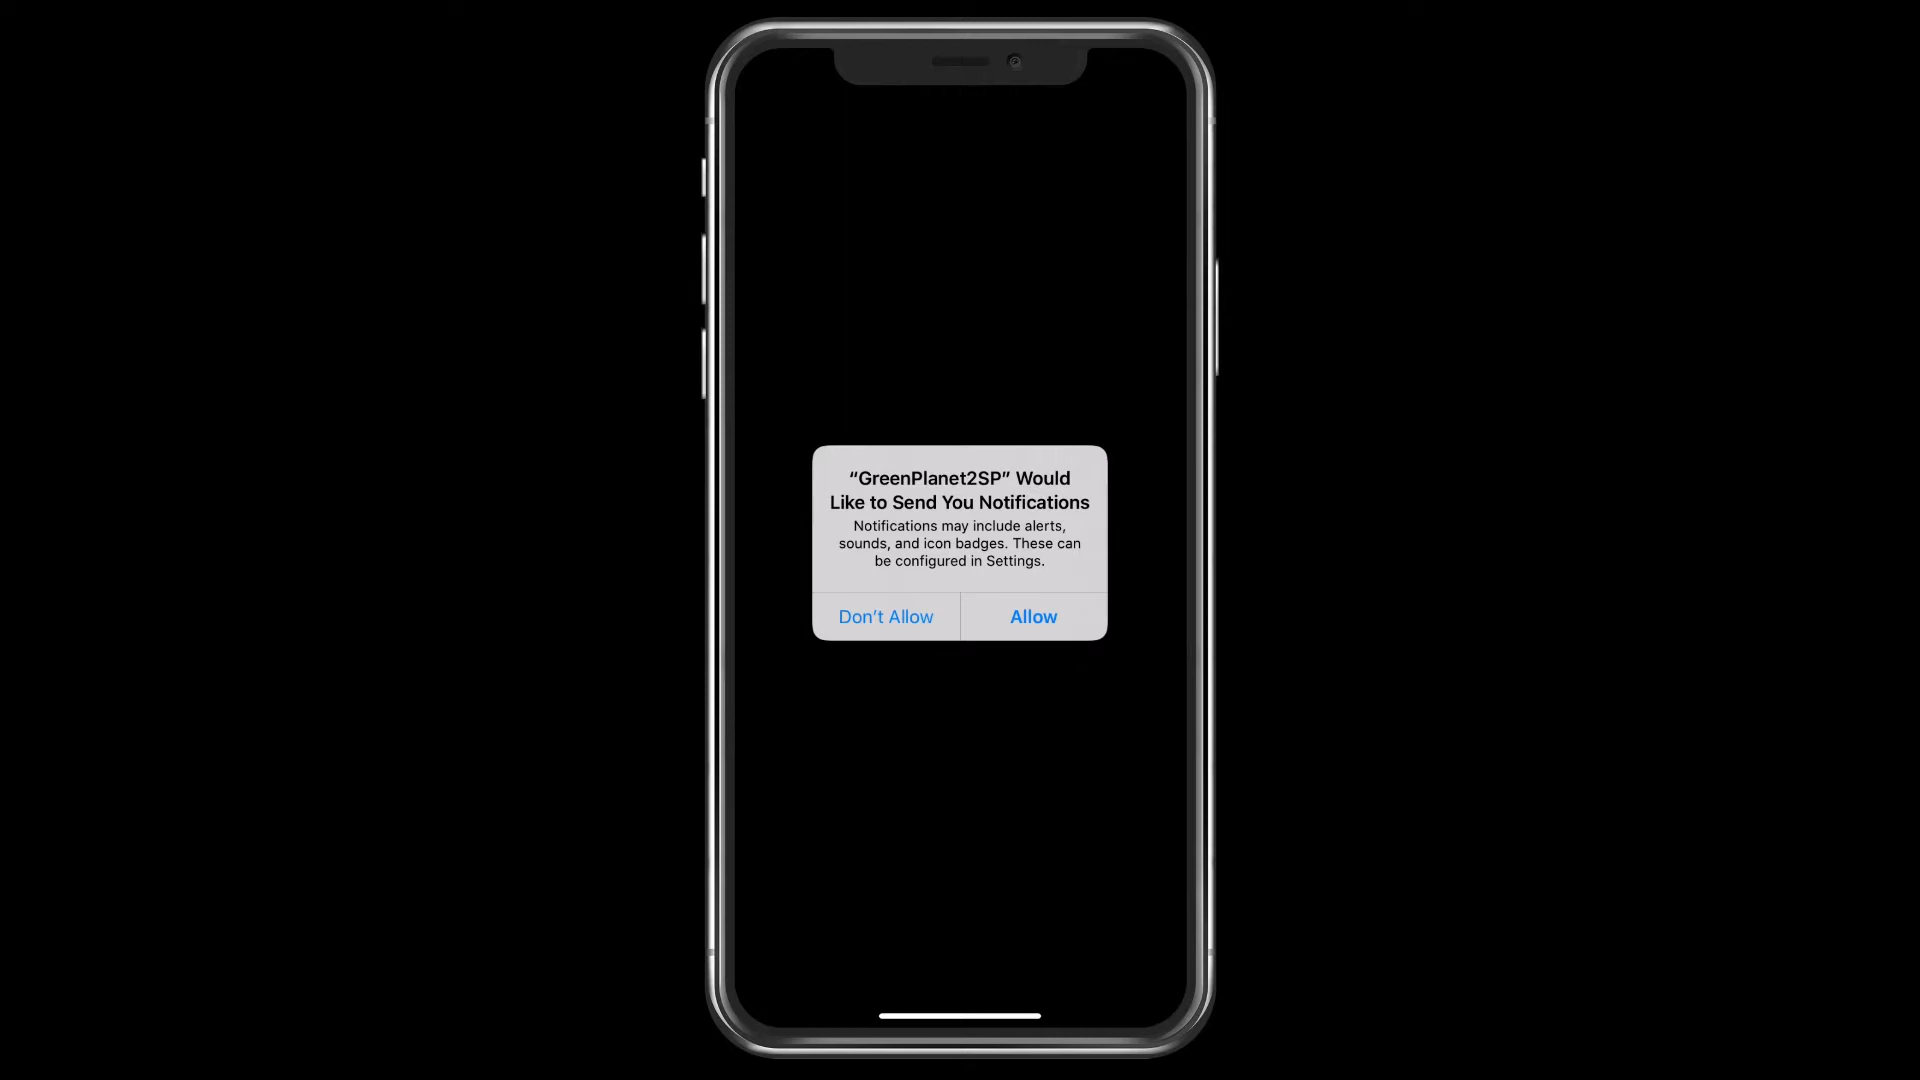 “GreenPlanet2SP” Would
Like to Send You Notifications
Notifications may include alerts,
sounds, and icon badges. These can
be configured in Settings.
Don’t Allow
Allow